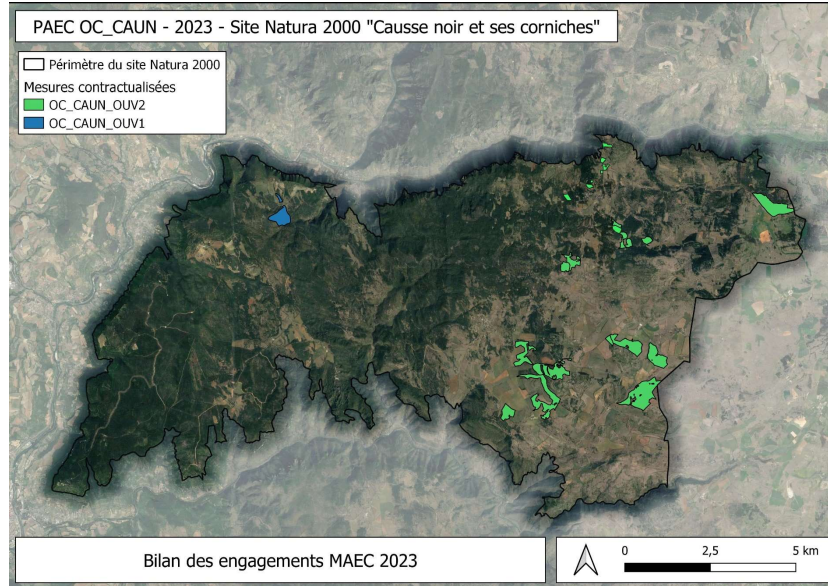 PAEC OC_CAUN - 2023 - Site Natura 2000 "Causse noir et ses corniches"
Périmètre du site Natura 2000
Mesures contractualisées
OC_CAUN_OUV2
OC_CAUN_OUV1
Bilan des engagements MAEC 2023
0 2,5 5 km